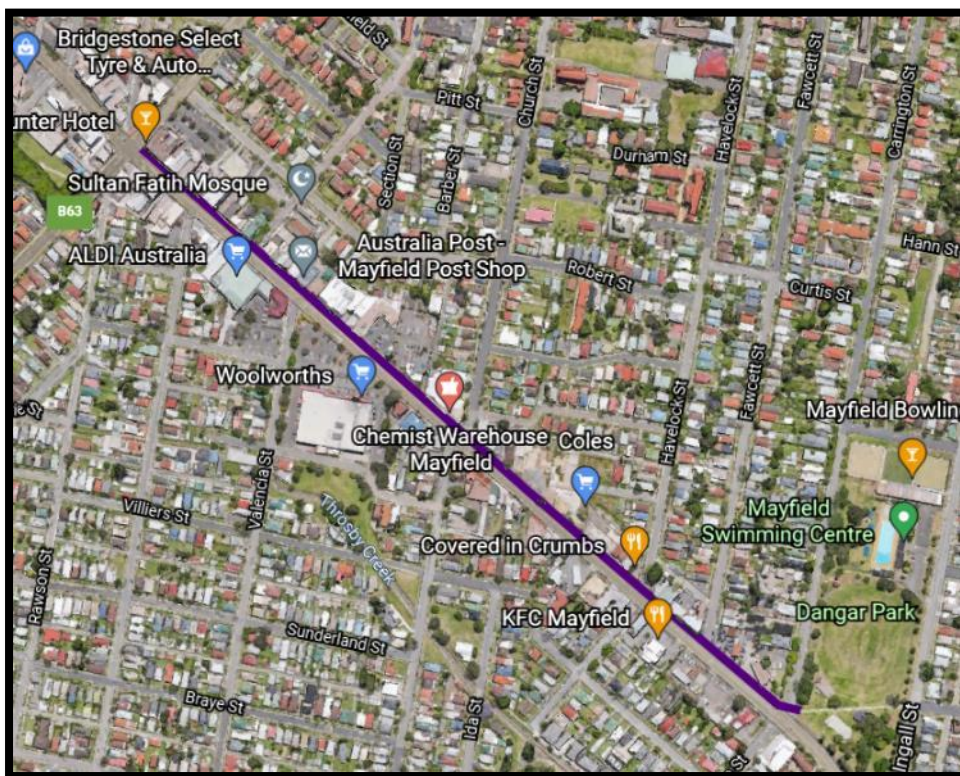 Bridgestone Select
Tyre & Auto...
unter Hotel
B63
Sultan Fatih Mosque
ALDI Australia
Australia Post -
Mayfield Post Shop
Woolworths
Chemist Warehouse
Mayfield
Coles
Covered in Crumbs
KFC Mayfield
Mayfield Bowlin
Mayfield
Swimming Centre
Dangar Park
Throsby Creek
Pitt St
Church St
Section St
Barber St
Durham St
Havelock St
Fawcett St
Carrington St
Hann St
Robert St
Curtis St
Havelock St
Fawcett St
Valencia St
Villiers St
Rawson St
Sunderland St
Braye St
Ida St
Ingall St
St